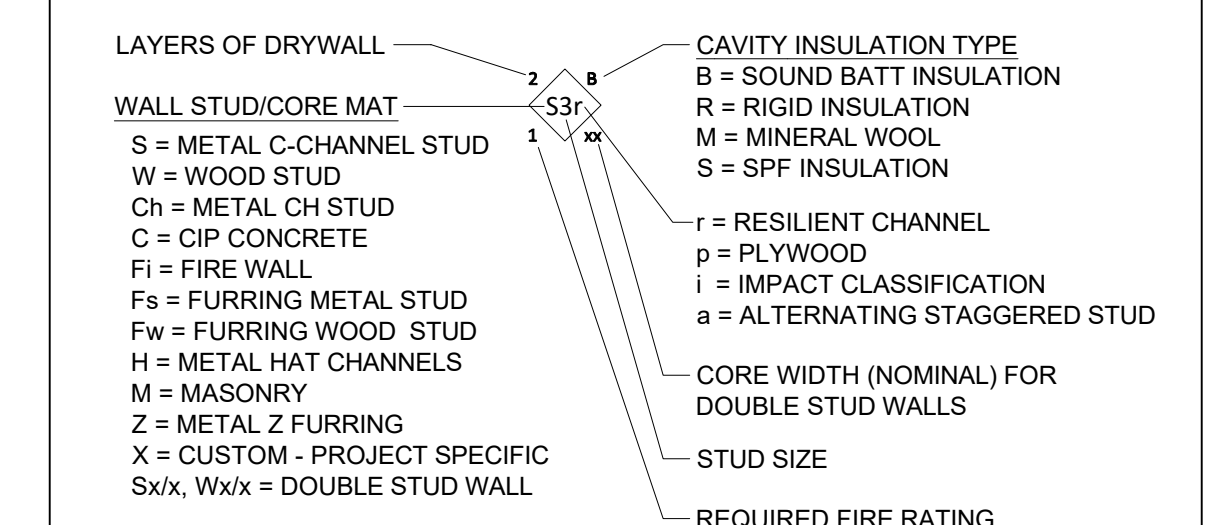 LAYERS OF DRYWALL
WALL STUD/CORE MAT
S = METAL C-CHANNEL STUD
W = WOOD STUD
Ch = METAL CH STUD
C = CIP CONCRETE
Fi = FIRE WALL
Fs = FURRING METAL STUD
Fw = FURRING WOOD STUD
H = METAL HAT CHANNELS
M = MASONRY
Z = METAL Z FURRING
X = CUSTOM - PROJECT SPECIFIC
Sx/x, Wx/x = DOUBLE STUD WALL
2 B
S3r
1 xx
CAVITY INSULATION TYPE
B = SOUND BATT INSULATION
R = RIGID INSULATION
M = MINERAL WOOL
S = SPF INSULATION
r = RESILIENT CHANNEL
p = PLYWOOD
i = IMPACT CLASSIFICATION
a = ALTERNATING STAGGERED STUD
CORE WIDTH (NOMINAL) FOR
DOUBLE STUD WALLS
STUD SIZE
REQUIRED FIRE RATING